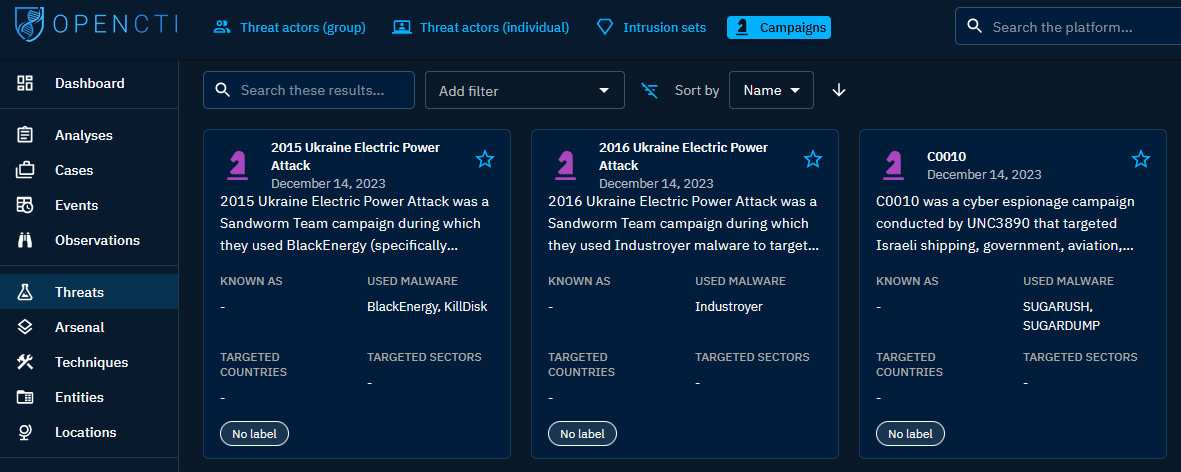 OPENCTI
Threat actors (group)
Threat actors (individual)
Intrusion sets
Campaigns
Search the platform...
Dashboard
Analyses
Cases
Events
Observations
Threats
Arsenal
Techniques
Entities
Locations
Search these results...
Add filter
Sort by
Name
2015 Ukraine Electric Power
Attack
December 14, 2023
2015 Ukraine Electric Power Attack was a
Sandworm Team campaign during which
they used BlackEnergy (specifically...
KNOWN AS
-
USED MALWARE
BlackEnergy, KillDisk
TARGETED
COUNTRIES
-
TARGETED SECTORS
-
No label
2016 Ukraine Electric Power
Attack
December 14, 2023
2016 Ukraine Electric Power Attack was a
Sandworm Team campaign during which
they used Industroyer malware to target...
KNOWN AS
-
USED MALWARE
Industroyer
TARGETED
COUNTRIES
-
TARGETED SECTORS
-
No label
C0010
December 14, 2023
C0010 was a cyber espionage campaign
conducted by UNC3890 that targeted
Israeli shipping, government, aviation,...
KNOWN AS
-
USED MALWARE
SUGARUSH,
SUGARDUMP
TARGETED
COUNTRIES
-
TARGETED SECTORS
-
No label